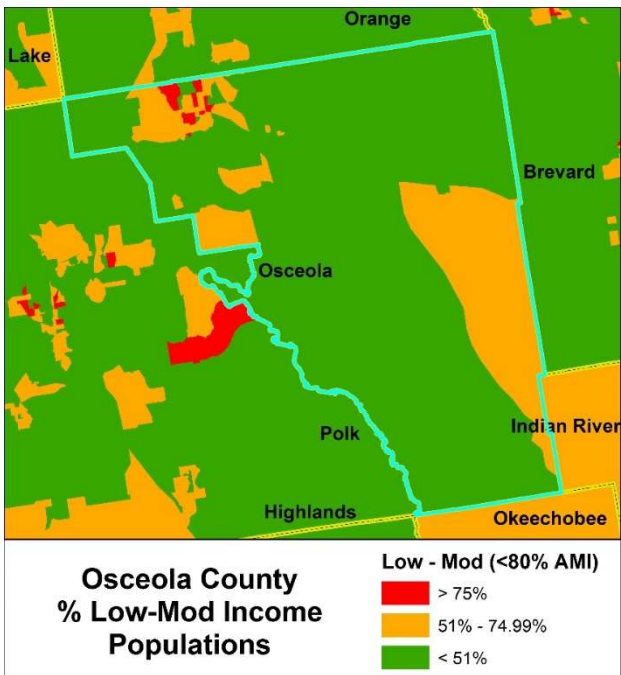 Orange
Lake
Brevard
Osceola
Indian River
Polk
Highlands
Okeechobee
Osceola County
% Low-Mod Income
Populations
Low - Mod (<80% AMI)
> 75%
51% - 74.99%
< 51%